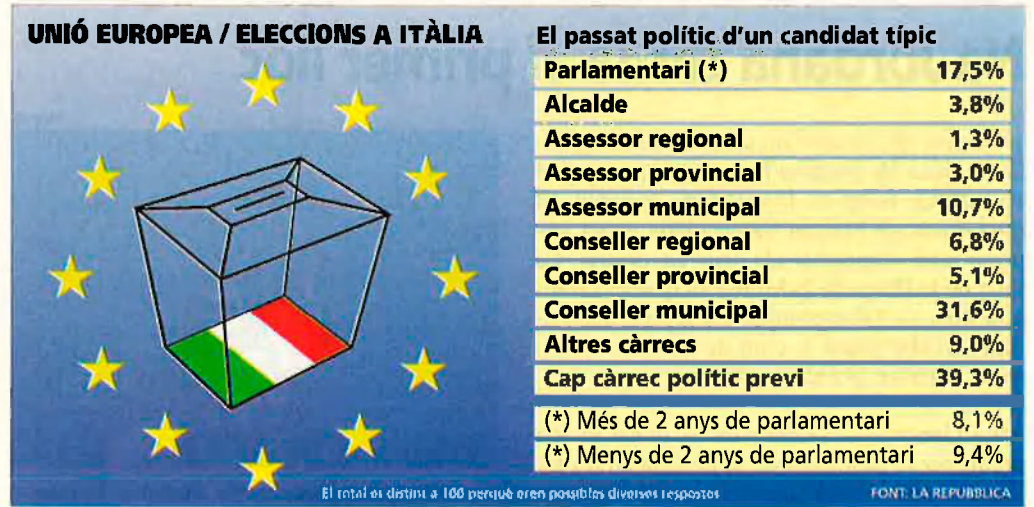 UNIÓ EUROPEA / ELECCIONS A ITÀLIA
El passat polític d'un candidat típic
Parlamentari (*) 17,5%
Alcalde 3,8%
Assessor regional 1,3%
Assessor provincial 3,0%
Assessor municipal 10,7%
Conseller regional 6,8%
Conseller provincial 5,1%
Conseller municipal 31,6%
Altres càrrecs 9,0%
Cap càrrec polític previ 39,3%
(*) Més de 2 anys de parlamentari 8,1%
(*) Menys de 2 anys de parlamentari 9,4%
El total és distint a 100 perquè eren possibles diverses respostes
FONT: LA REPUBBLICA